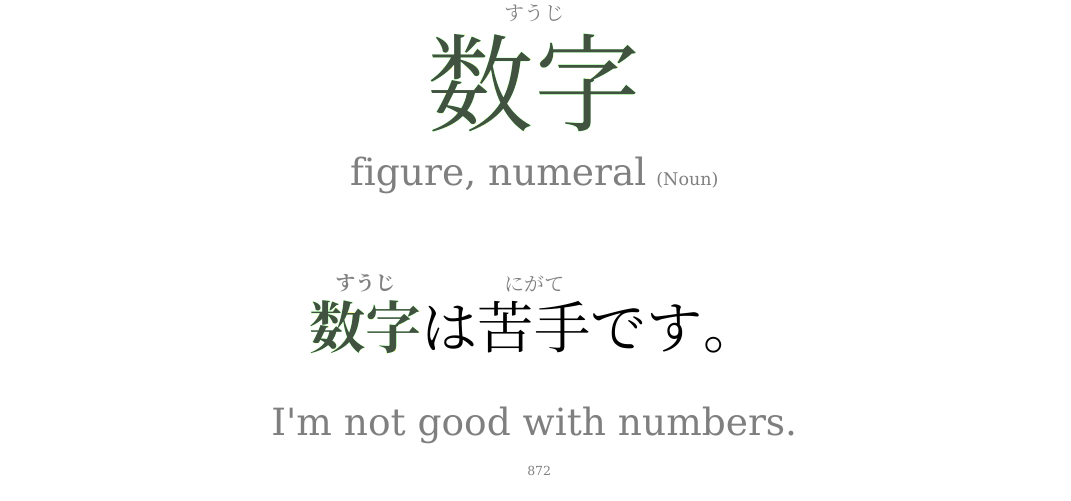 すうじ
数字
figure, numeral (Noun)
すうじ にがて
数字は苦手です。
I'm not good with numbers.
872